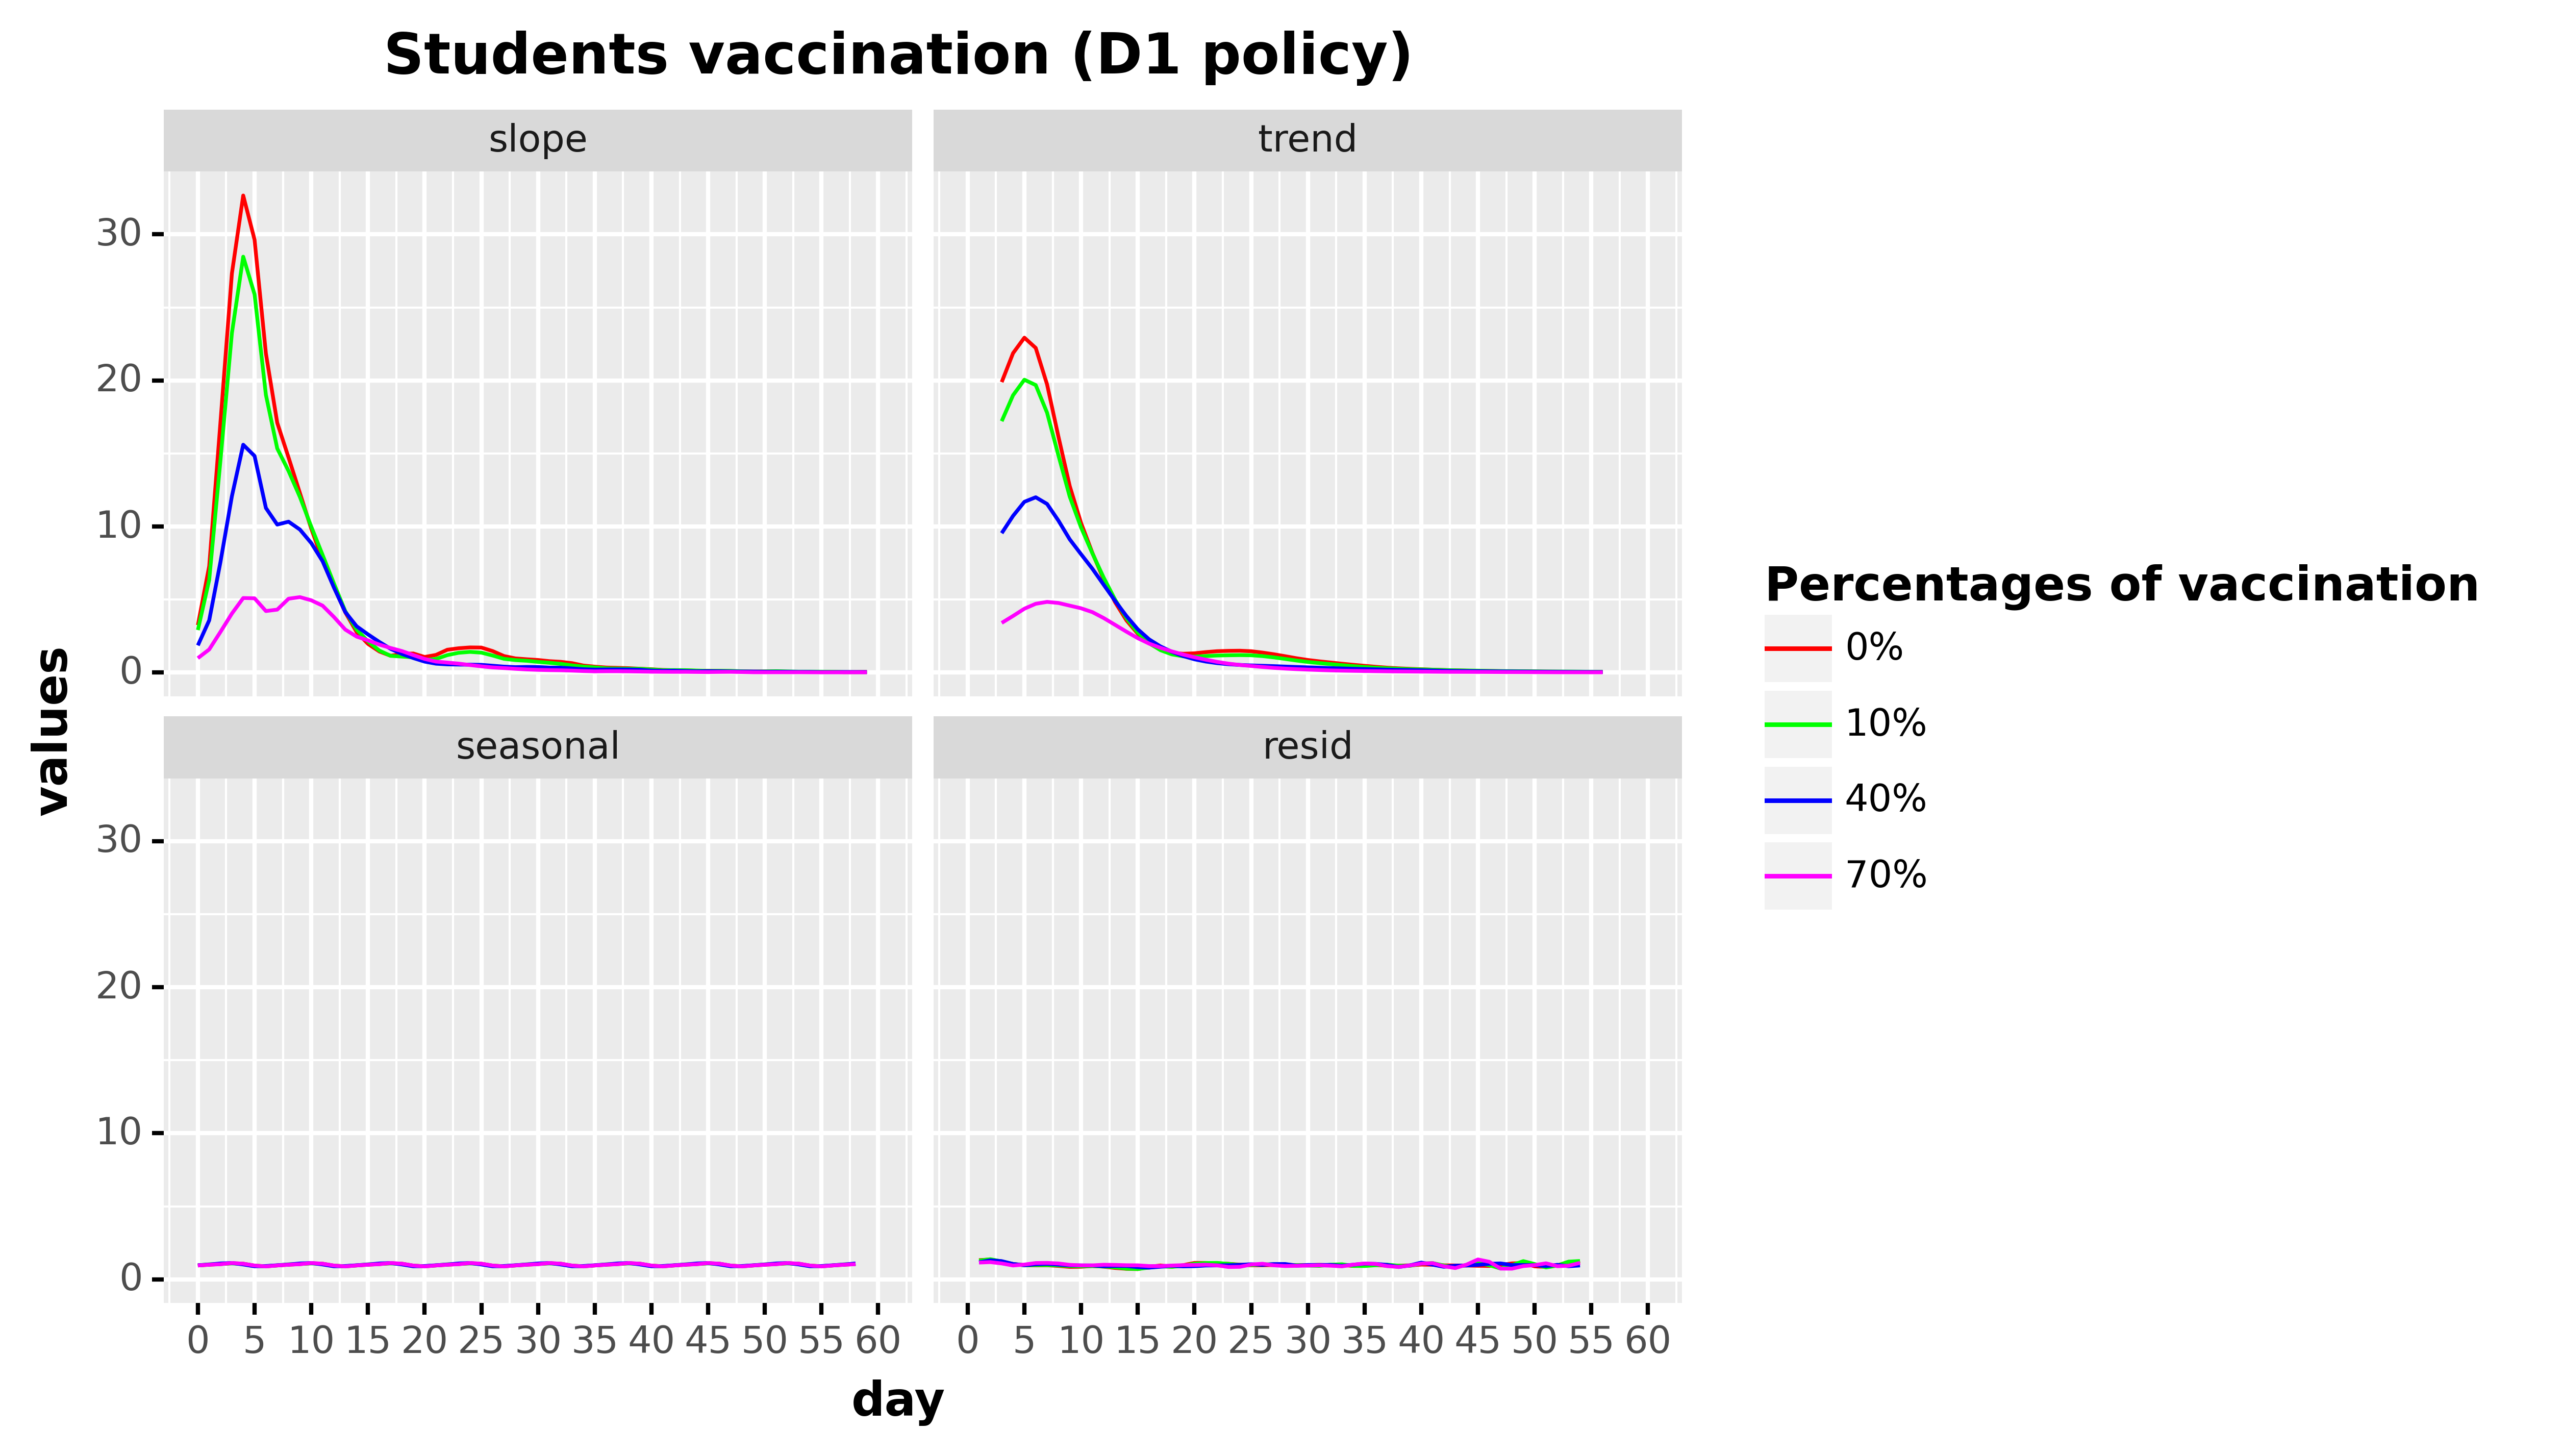 Students vaccination (D1 policy)
slope
trend
30
20
10
0
values
seasonal
resid
30
20
10
0
0 5 10 15 20 25 30 35 40 45 50 55 60
0 5 10 15 20 25 30 35 40 45 50 55 60
day
Percentages of vaccination
0%
10%
40%
70%